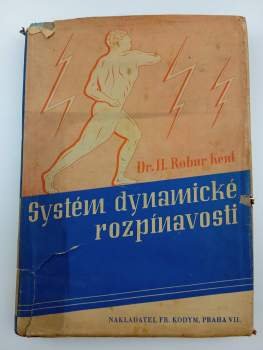 Dr. H. Robur Kent
Systém dynamické
rozpínavosti
NAKLADATEL FR. KODYM, PRAHA VII.